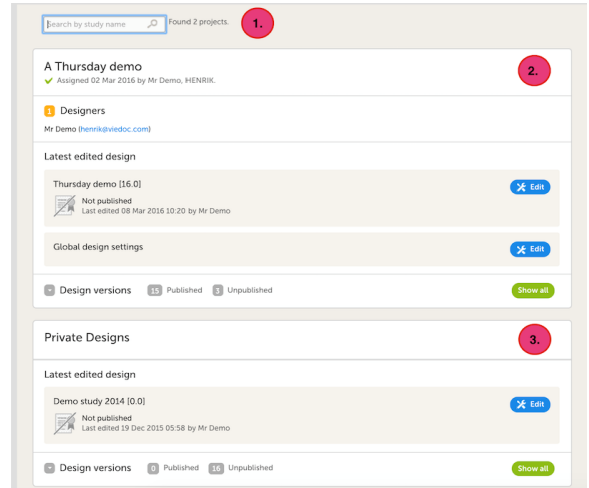 Search by study name
Found 2 projects.
1.
A Thursday demo
2.
Assigned 02 Mar 2016 by Mr Demo, HENRIK.
1 Designers
Mr Demo (henrik@viedoc.com)
Latest edited design
Thursday demo [16.0]
Edit
Not published
Last edited 08 Mar 2016 10:20 by Mr Demo
Global design settings
Edit
Design versions 15 Published 3 Unpublished Show all
Private Designs
3.
Latest edited design
Demo study 2014 [0.0]
Edit
Not published
Last edited 19 Dec 2015 05:58 by Mr Demo
Design versions 0 Published 16 Unpublished Show all